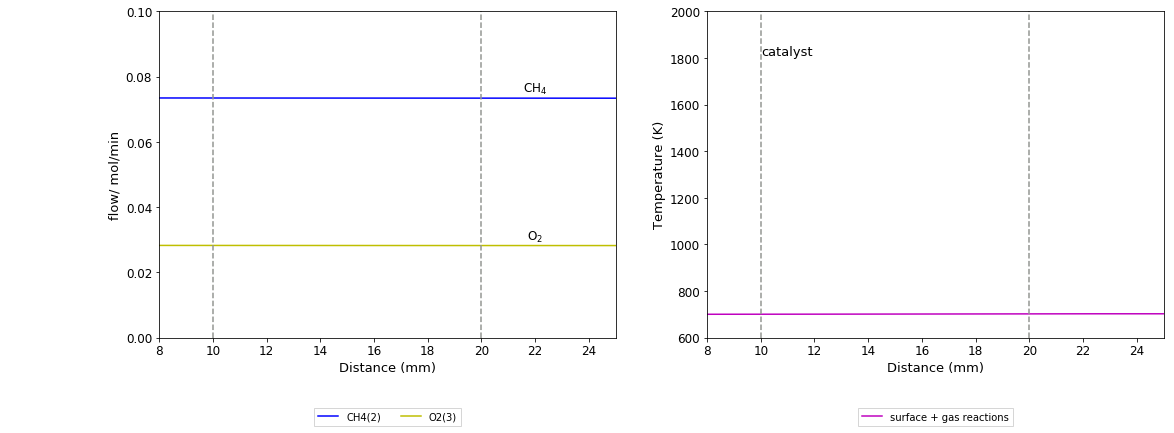 0.10
0.08
0.06
0.04
0.02
0.00
flow/ mol/min
CH₄
O₂
8 10 12 14 16 18 20 22 24
Distance (mm)
CH4(2) O2(3)
2000
1800
1600
1400
1200
1000
800
600
Temperature (K)
catalyst
8 10 12 14 16 18 20 22 24
Distance (mm)
surface + gas reactions